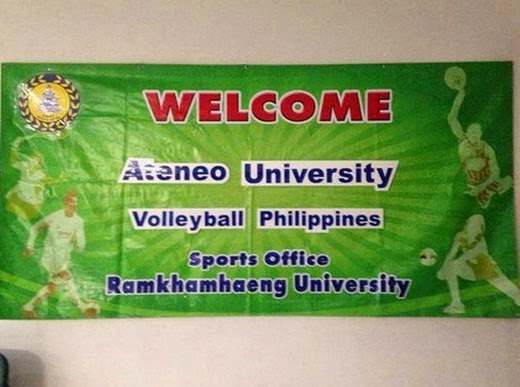 WELCOME
Ateneo University
Volleyball Philippines
Sports Office
Ramkhamhaeng University